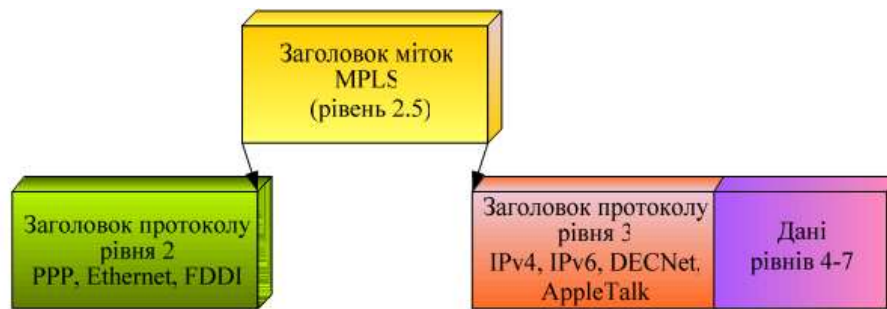 Заголовок міток
MPLS
(рівень 2.5)
Заголовок протоколу
рівня 2
PPP, Ethernet, FDDI
Заголовок протоколу
рівня 3
IPv4, IPv6, DECNet,
AppleTalk
Дані
рівнів 4-7